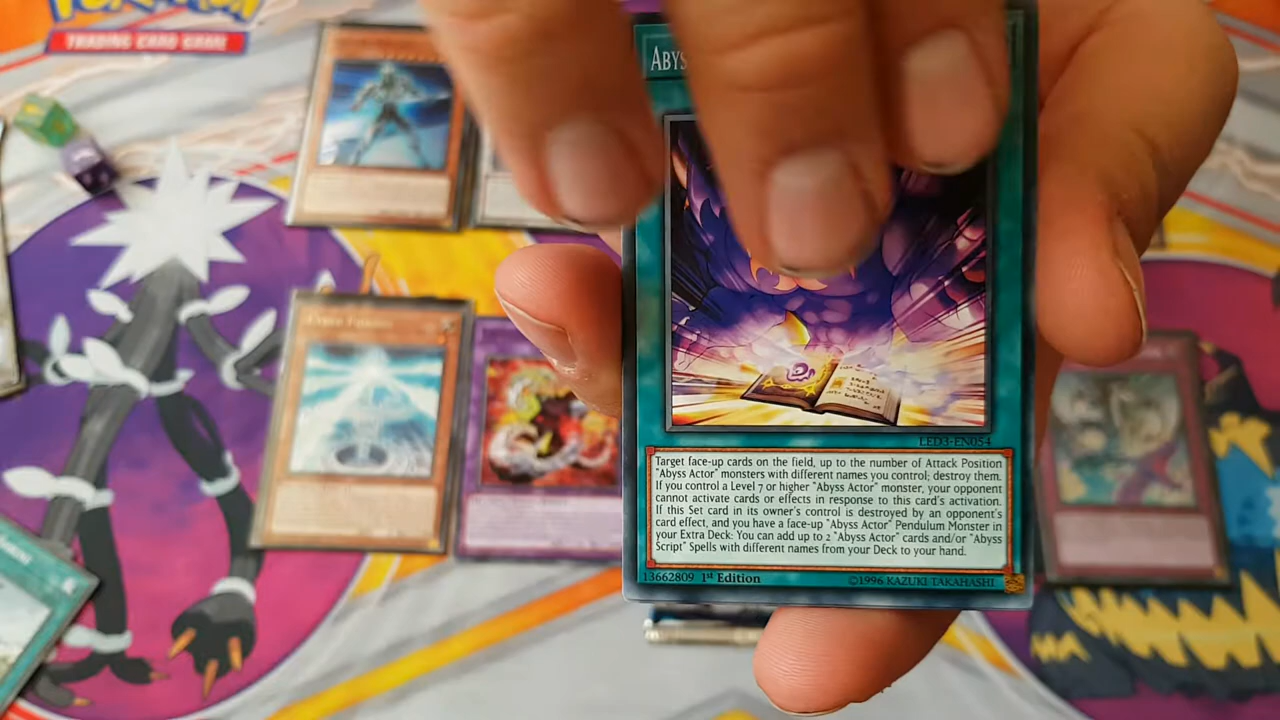 POKÉMON
TRADING CARD GAME
ABYS
LED3-EN054
Target face-up cards on the field, up to the number of Attack Position
"Abyss Actor" monsters with different names you control; destroy them.
If you control a Level 7 or higher "Abyss Actor" monster, your opponent
cannot activate cards or effects in response to this card's activation.
If this Set card in its owner's control is destroyed by an opponent's
card effect, and you have a face-up "Abyss Actor" Pendulum Monster in
your Extra Deck: You can add up to 2 "Abyss Actor" cards and/or "Abyss
Script" Spells with different names from your Deck to your hand.
13662809 1st Edition ©1996 KAZUKI TAKAHASHI